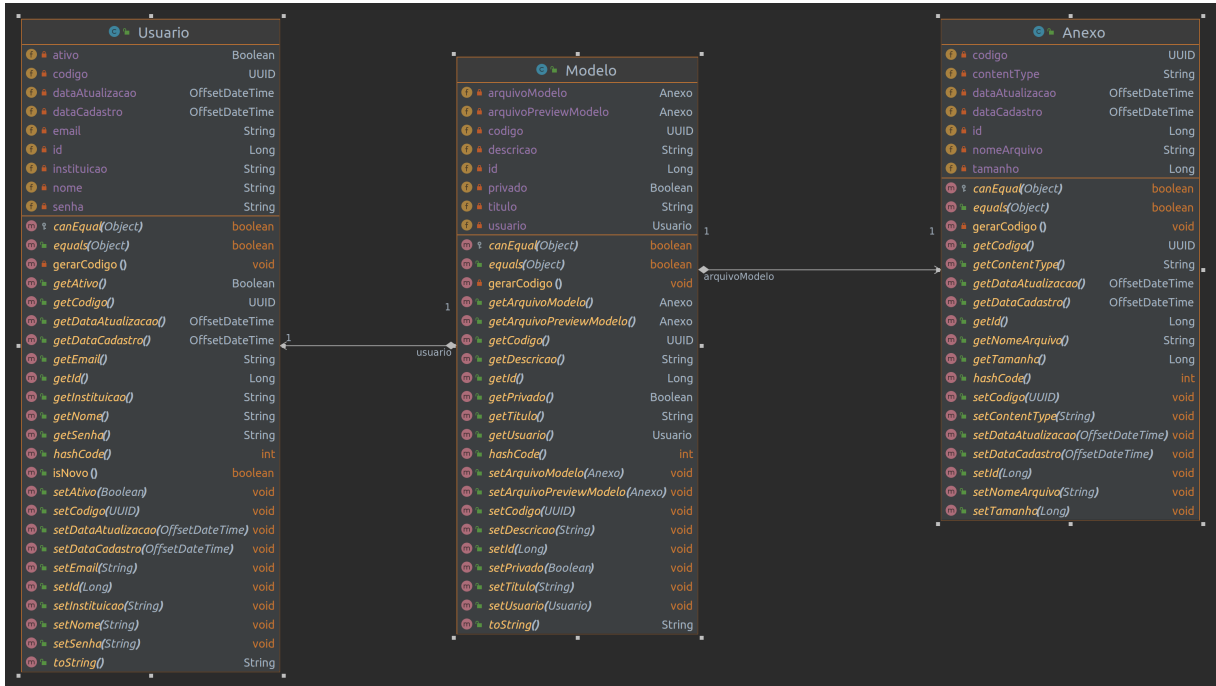 Usuario
ativo Boolean
codigo UUID
dataAtualizacao OffsetDateTime
dataCadastro OffsetDateTime
email String
id Long
instituicao String
nome String
senha String
canEqual(Object) boolean
equals(Object) boolean
gerarCodigo () void
getAtivo() Boolean
getCodigo() UUID
getDataAtualizacao() OffsetDateTime
getDataCadastro() OffsetDateTime
getEmail() String
getId() Long
getInstituicao() String
getNome() String
getSenha() String
hashCode() int
isNovo () boolean
setAtivo(Boolean) void
setCodigo(UUID) void
setDataAtualizacao(OffsetDateTime) void
setDataCadastro(OffsetDateTime) void
setEmail(String) void
setId(Long) void
setInstituicao(String) void
setNome(String) void
setSenha(String) void
toString() String
1
usuario
1
Modelo
arquivoModelo Anexo
arquivoPreviewModelo Anexo
codigo UUID
descricao String
id Long
privado Boolean
titulo String
usuario Usuario
canEqual(Object) boolean
equals(Object) boolean
gerarCodigo () void
getArquivoModelo() Anexo
getArquivoPreviewModelo() Anexo
getCodigo() UUID
getDescricao() String
getId() Long
getPrivado() Boolean
getTitulo() String
getUsuario() Usuario
hashCode() int
setArquivoModelo(Anexo) void
setArquivoPreviewModelo(Anexo) void
setCodigo(UUID) void
setDescricao(String) void
setId(Long) void
setPrivado(Boolean) void
setTitulo(String) void
setUsuario(Usuario) void
toString() String
1
arquivoModelo
1
Anexo
codigo UUID
contentType String
dataAtualizacao OffsetDateTime
dataCadastro OffsetDateTime
id Long
nomeArquivo String
tamanho Long
canEqual(Object) boolean
equals(Object) boolean
gerarCodigo () void
getCodigo() UUID
getContentType() String
getDataAtualizacao() OffsetDateTime
getDataCadastro() OffsetDateTime
getId() Long
getNomeArquivo() String
getTamanho() Long
hashCode() int
setCodigo(UUID) void
setContentType(String) void
setDataAtualizacao(OffsetDateTime) void
setDataCadastro(OffsetDateTime) void
setId(Long) void
setNomeArquivo(String) void
setTamanho(Long) void